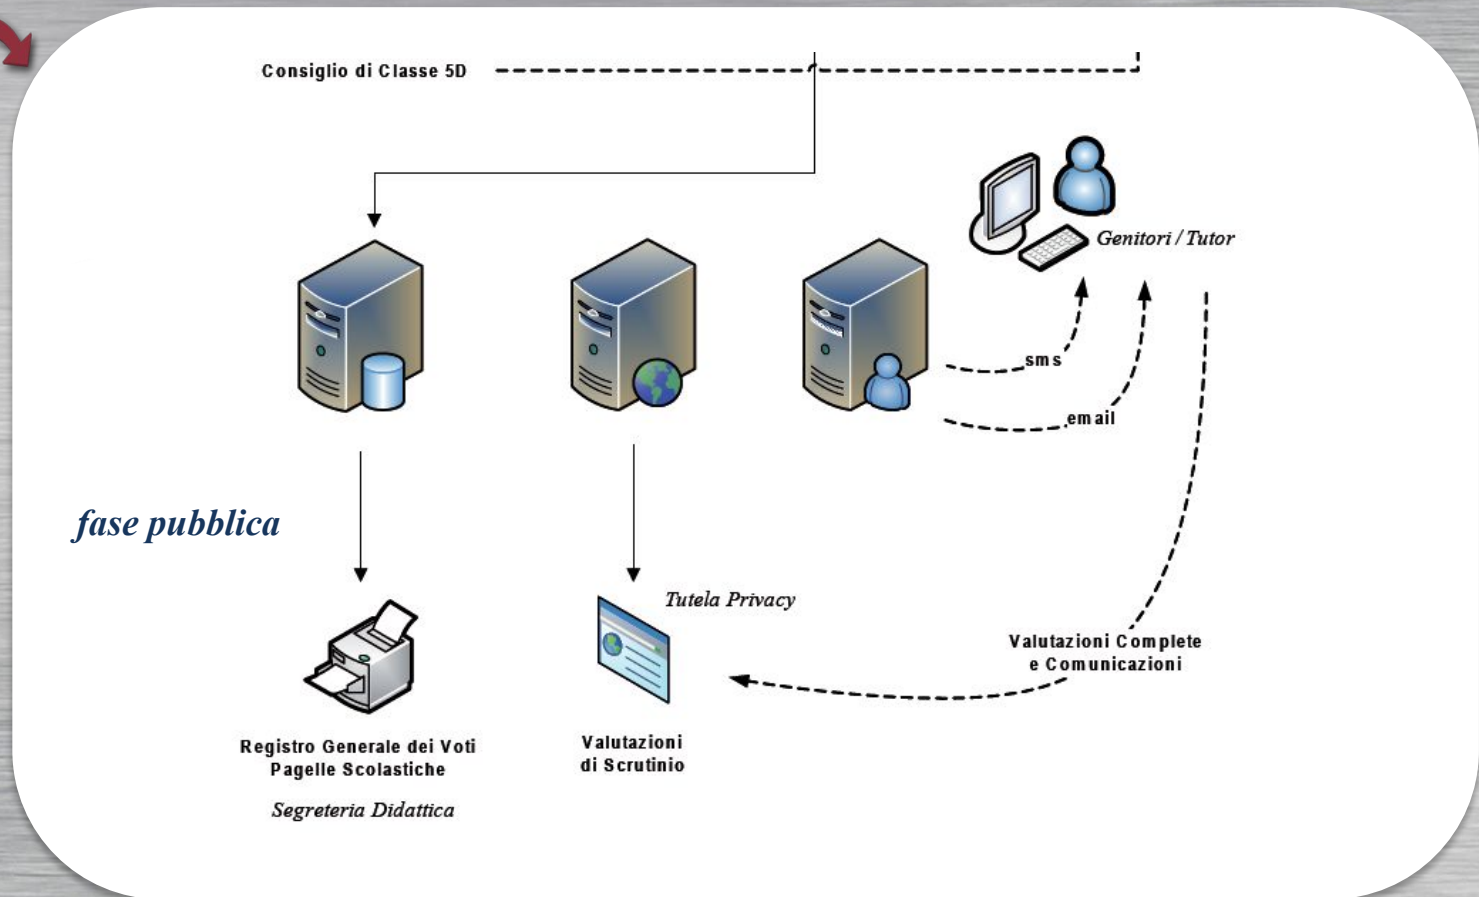 Consiglio di Classe 5D
Genitori / Tutor
sms
email
fase pubblica
Tutela Privacy
Valutazioni Complete
e Comunicazioni
Registro Generale dei Voti
Pagelle Scolastiche
Segreteria Didattica
Valutazioni
di Scrutinio